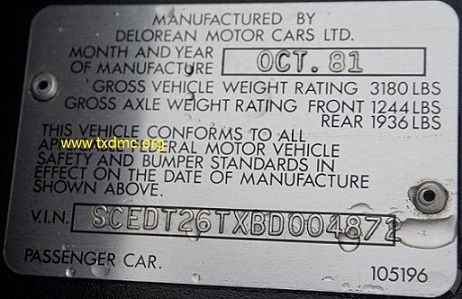 MANUFACTURED BY
DELOREAN MOTOR CARS LTD.
MONTH AND YEAR
OF MANUFACTURE OCT. 81
GROSS VEHICLE WEIGHT RATING 3180 LBS
GROSS AXLE WEIGHT RATING FRONT 1244 LBS
REAR 1936 LBS
THIS VEHICLE CONFORMS TO ALL
www.txdmc.org
FEDERAL MOTOR VEHICLE
SAFETY AND BUMPER STANDARDS IN
EFFECT ON THE DATE OF MANUFACTURE
SHOWN ABOVE.
V.I.N. SCEDT26TXBD004872
PASSENGER CAR. 105196